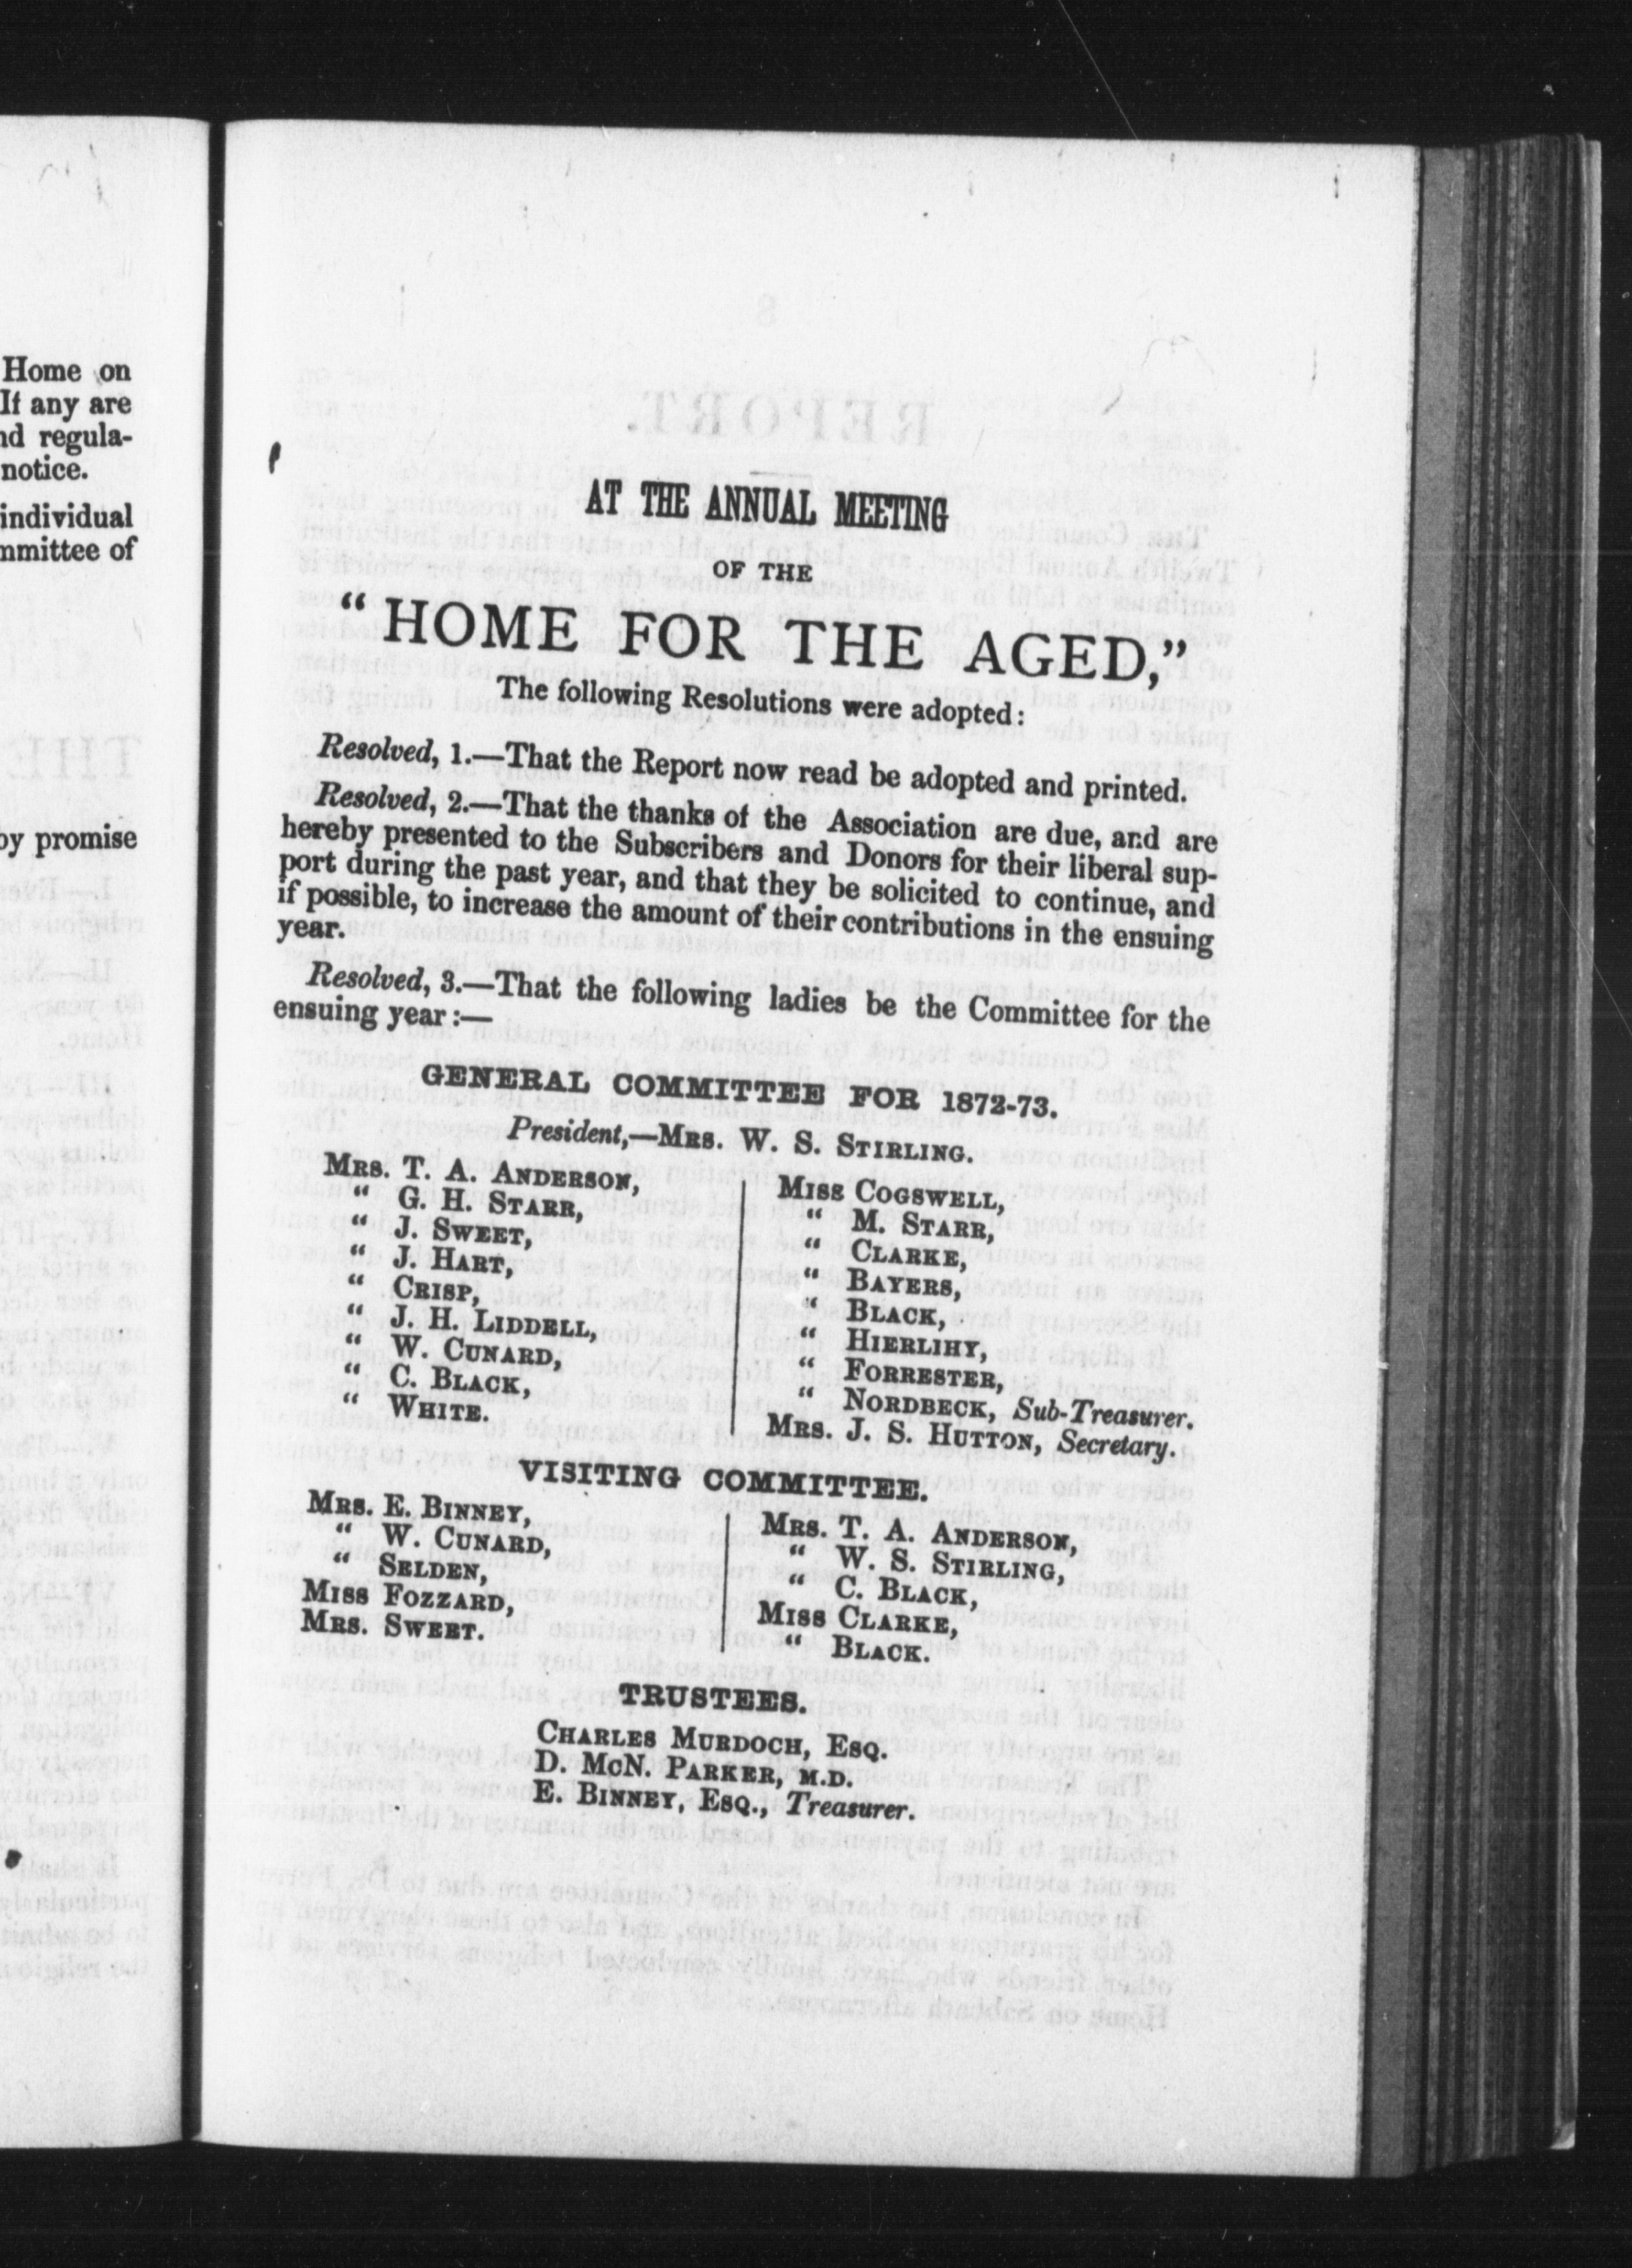 Home on
If any are
nd regula-
notice.
individual
mmittee of
by promise
AT THE ANNUAL MEETING
OF THE
"HOME FOR THE AGED,"
The following Resolutions were adopted:
Resolved, 1.—That the Report now read be adopted and printed.
Resolved, 2.—That the thanks of the Association are due, and are
hereby presented to the Subscribers and Donors for their liberal sup-
port during the past year, and that they be solicited to continue, and
if possible, to increase the amount of their contributions in the ensuing
year.
Resolved, 3.—That the following ladies be the Committee for the
ensuing year:—
GENERAL COMMITTEE FOR 1872-73.
President,—MRS. W. S. STIRLING.
MRS. T. A. ANDERSON,
" G. H. STARR,
" J. SWEET,
" J. HART,
" CRISP,
" J. H. LIDDELL,
" W. CUNARD,
" C. BLACK,
" WHITE.
MISS COGSWELL,
" M. STARR,
" CLARKE,
" BAYERS,
" BLACK,
" HIERLIHY,
" FORRESTER,
" NORDBECK, Sub-Treasurer.
MRS. J. S. HUTTON, Secretary.
VISITING COMMITTEE.
MRS. E. BINNEY,
" W. CUNARD,
" SELDEN,
MISS FOZZARD,
MRS. SWEET.
MRS. T. A. ANDERSON,
" W. S. STIRLING,
" C. BLACK,
MISS CLARKE,
" BLACK.
TRUSTEES.
CHARLES MURDOCH, ESQ.
D. MCN. PARKER, M.D.
E. BINNEY, ESQ., Treasurer.